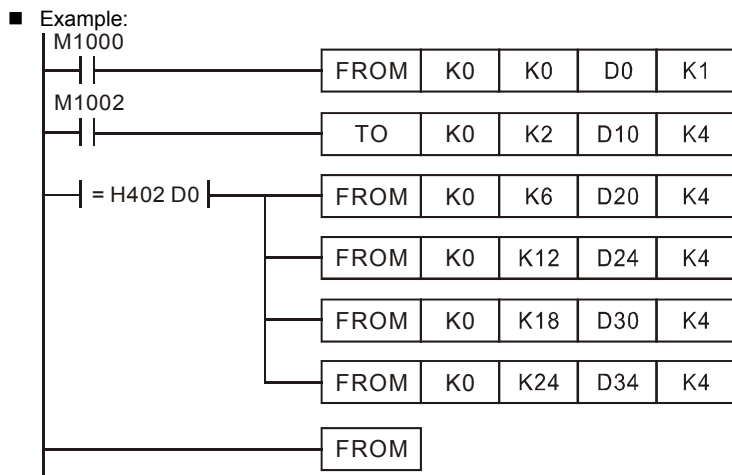 ■ Example:
M1000
FROM K0 K0 D0 K1
M1002
TO K0 K2 D10 K4
= H402 D0 FROM K0 K6 D20 K4
FROM K0 K12 D24 K4
FROM K0 K18 D30 K4
FROM K0 K24 D34 K4
FROM